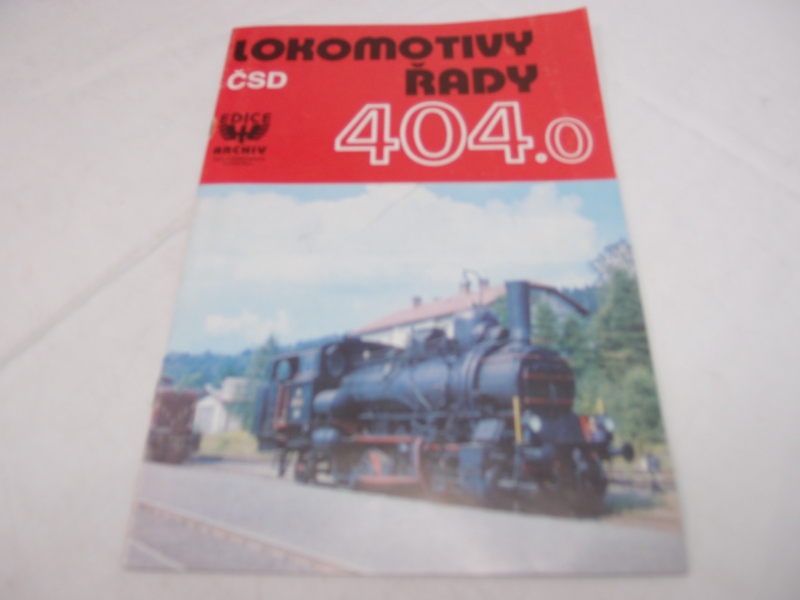 LOKOMOTIVY
ČSD ŘADY
404.0
EDICE
ARCHIV